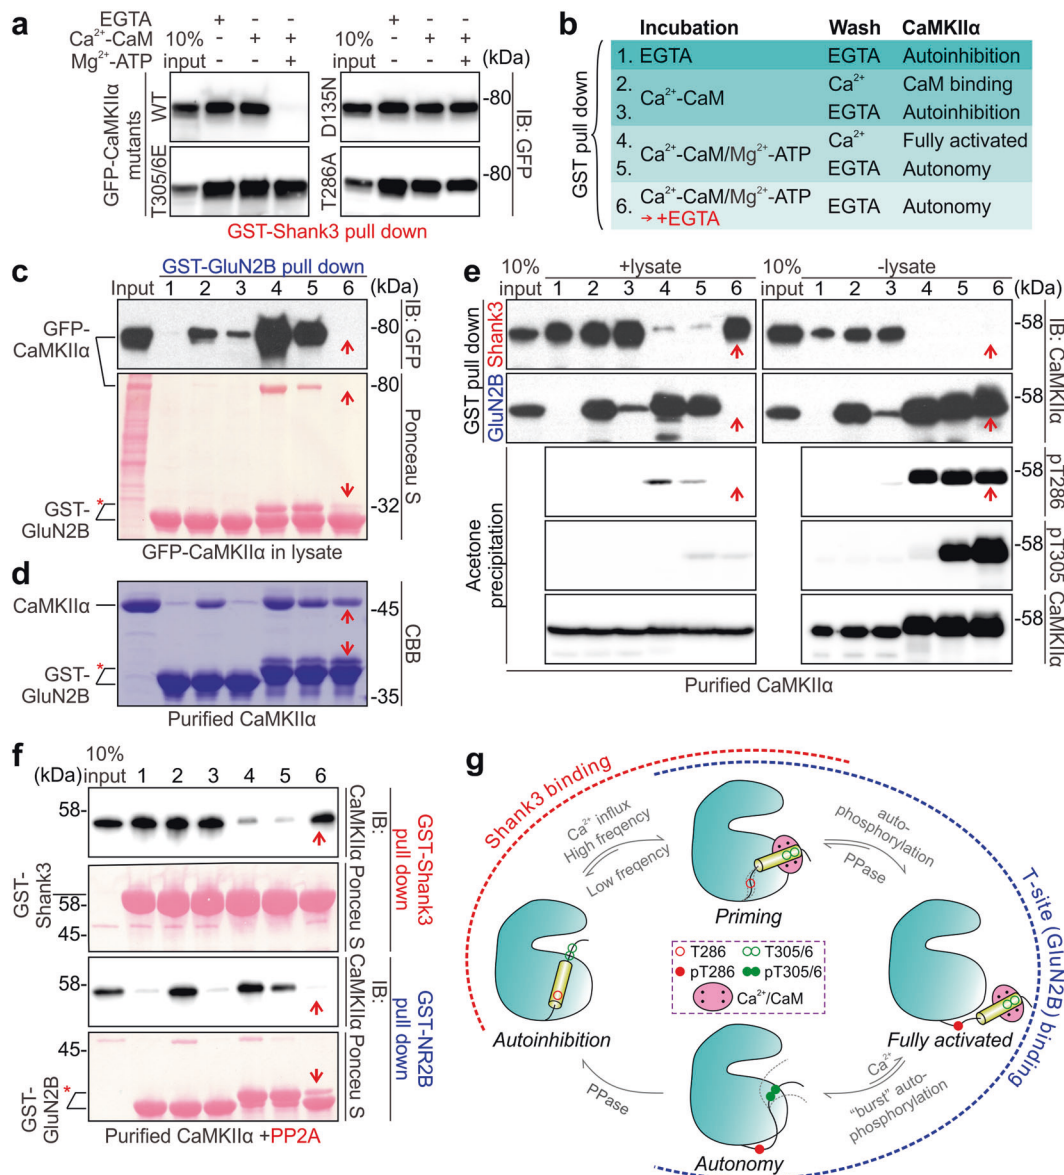 a
EGTA + - -
Ca²⁺-CaM - + +
Mg²⁺-ATP - - +
10% input
+ - -
- + +
- - +
10% input
(kDa)
GFP-CaMKIIα mutants
WT
T305/6E
D135N
T286A
-80
-80
IB: GFP
GST-Shank3 pull down
b
Incubation Wash CaMKIIα
GST pull down
1. EGTA EGTA Autoinhibition
2. Ca²⁺-CaM Ca²⁺ CaM binding
3. EGTA Autoinhibition
4. Ca²⁺-CaM/Mg²⁺-ATP Ca²⁺ Fully activated
5. EGTA Autonomy
6. Ca²⁺-CaM/Mg²⁺-ATP EGTA Autonomy
→ +EGTA
c
GST-GluN2B pull down
Input 1 2 3 4 5 6 (kDa)
GFP-CaMKIIα
-80
IB: GFP
-80
Ponceau S
-32
*
GST-GluN2B
GFP-CaMKIIα in lysate
d
CaMKIIα
-45
CBB
*
GST-GluN2B
-35
Purified CaMKIIα
e
10% input
+lysate
1 2 3 4 5 6
10% input
-lysate
1 2 3 4 5 6
GST pull down
Shank3
GluN2B
-58
-58
IB: CaMKIIα
Acetone precipitation
-58
pT286
-58
pT305
-58
CaMKIIα
Purified CaMKIIα
f
10% input
(kDa) 1 2 3 4 5 6
58-
IB: CaMKIIα
GST-Shank3
58-
45-
Ponceu S
GST-Shank3 pull down
58-
IB: CaMKIIα
45-
*
GST-GluN2B
Ponceu S
GST-NR2B pull down
Purified CaMKIIα +PP2A
g
Shank3 binding
Ca²⁺ influx
High freqency
Low freqency
Priming
auto-phosphorylation
PPase
T-site (GluN2B) binding
T286 T305/6
pT286 pT305/6
Ca²⁺/CaM
Autoinhibition
Fully activated
PPase
Ca²⁺
"burst" auto-phosphorylation
Autonomy